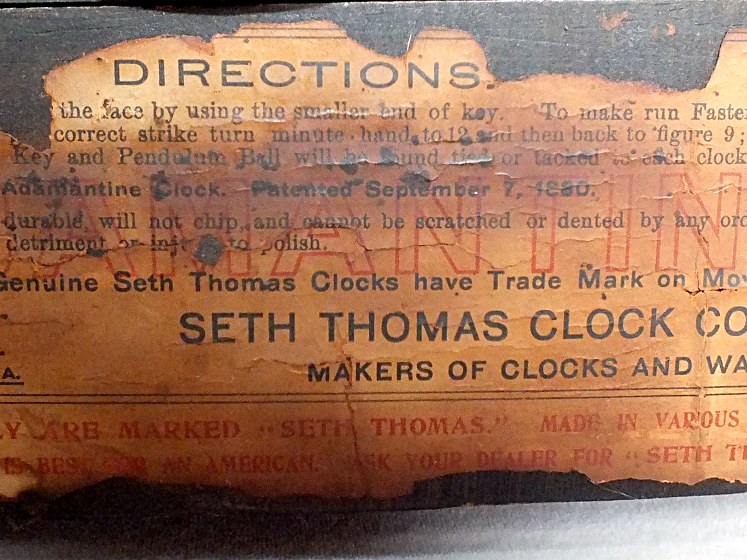 DIRECTIONS.
the face by using the smaller end of key. To make run Faster
correct strike turn minute hand to 12 and then back to figure 9;
Key and Pendulum Ball will be found tied or tacked to each clock
Adamantine Clock. Patented September 7, 1880.
AMANTIN
durable, will not chip, and cannot be scratched or dented by any ord
detriment or to polish.
Genuine Seth Thomas Clocks have Trade Mark on Mov
SETH THOMAS CLOCK CO
A. MAKERS OF CLOCKS AND WA
LY ARE MARKED "SETH THOMAS." MADE IN VARIOUS
IS BEST FOR AN AMERICAN. ASK YOUR DEALER FOR "SETH TH